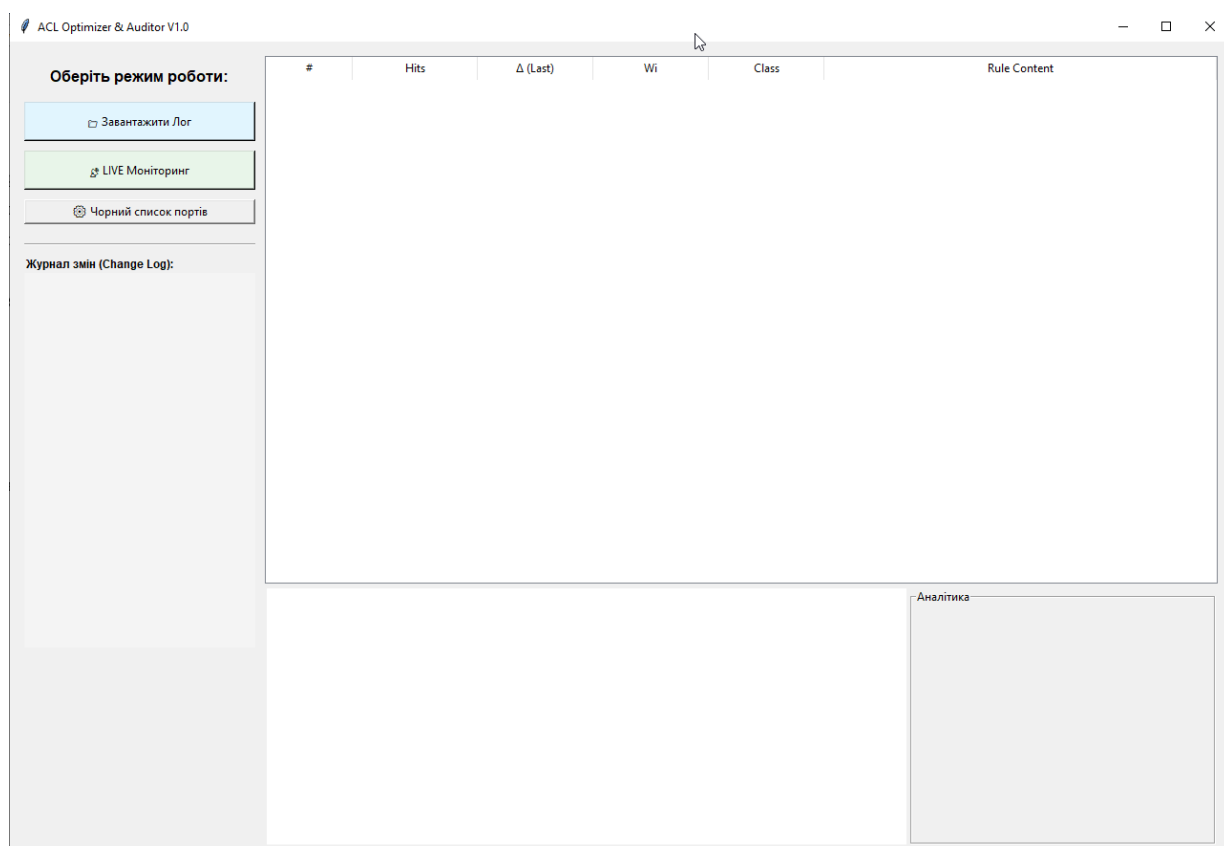 ACL Optimizer & Auditor V1.0
Оберіть режим роботи:
Завантажити Лог
LIVE Моніторинг
Чорний список портів
Журнал змін (Change Log):
# Hits Δ (Last) Wi Class Rule Content
Аналітика